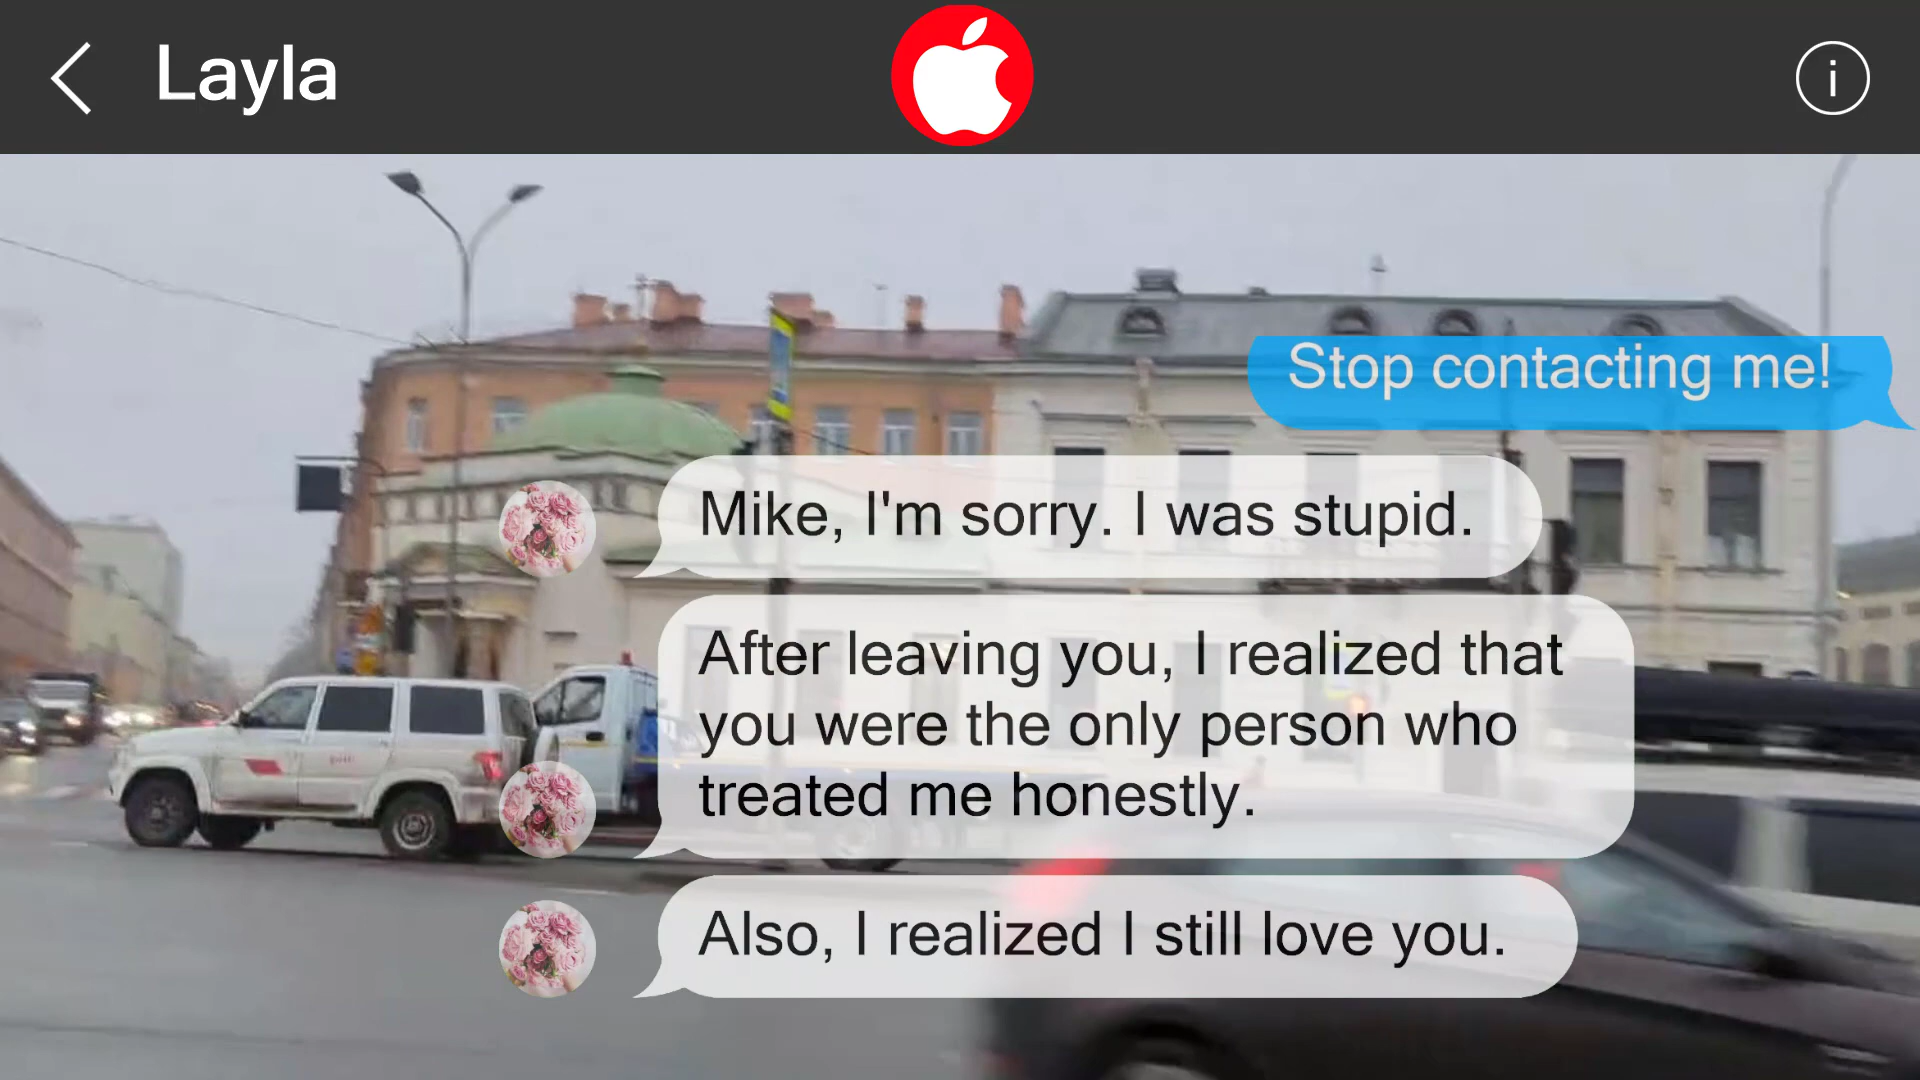 Layla
i
Stop contacting me!
Mike, I'm sorry. I was stupid.
After leaving you, I realized that
you were the only person who
treated me honestly.
Also, I realized I still love you.